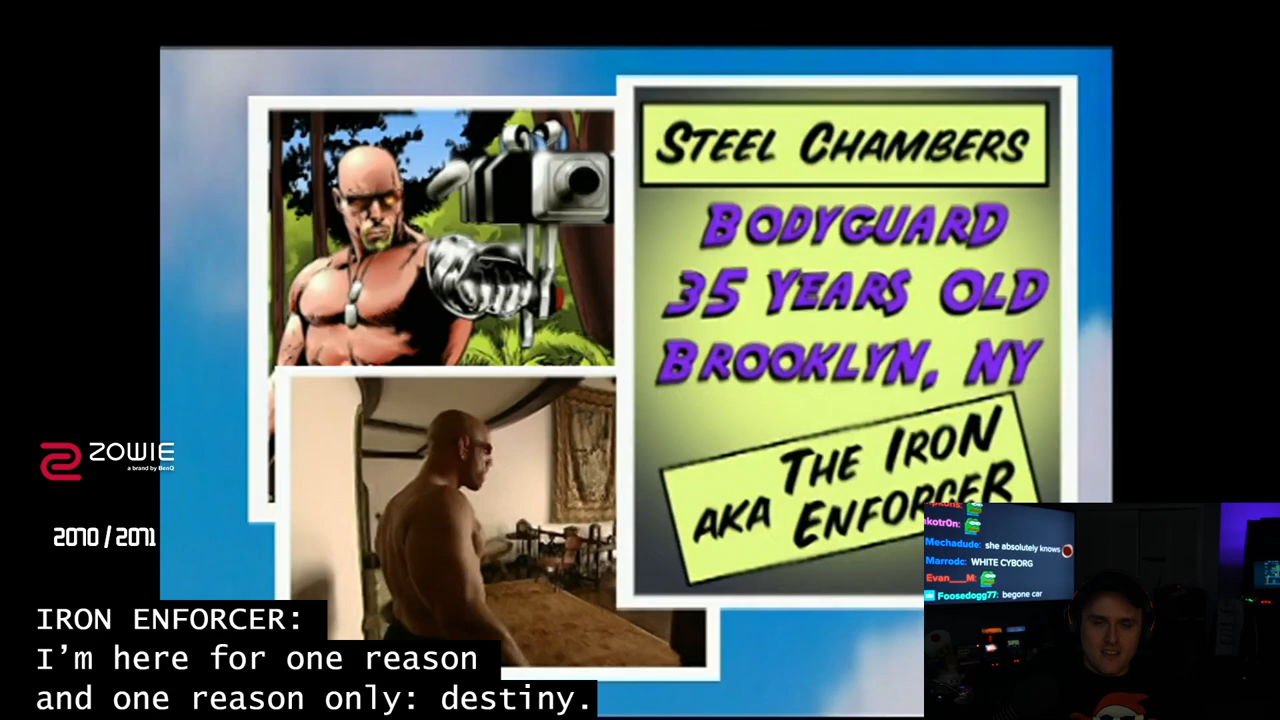 STEEL CHAMBERS
BODYGUARD
35 YEARS OLD
BROOKLYN, NY
AKA THE IRON
ENFORCER
ZOWIE
a brand by BenQ
2070 / 2071
IRON ENFORCER:
I'm here for one reason
and one reason only: destiny.
Mechadude: she absolutely knows
Marrodc: WHITE CYBORG
Evan___M:
Foosedogg77: begone car